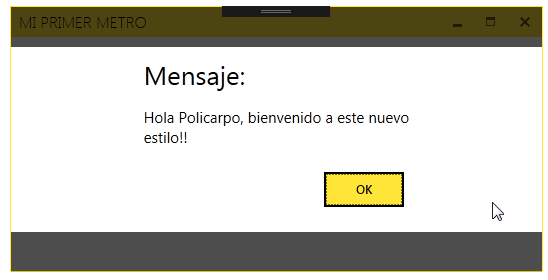 MI PRIMER METRO
Mensaje:
Hola Policarpo, bienvenido a este nuevo
estilo!!
OK